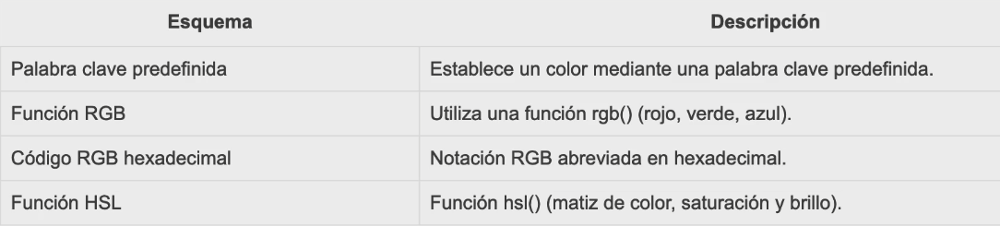 Esquema Descripción
Palabra clave predefinida Establece un color mediante una palabra clave predefinida.
Función RGB Utiliza una función rgb() (rojo, verde, azul).
Código RGB hexadecimal Notación RGB abreviada en hexadecimal.
Función HSL Función hsl() (matiz de color, saturación y brillo).